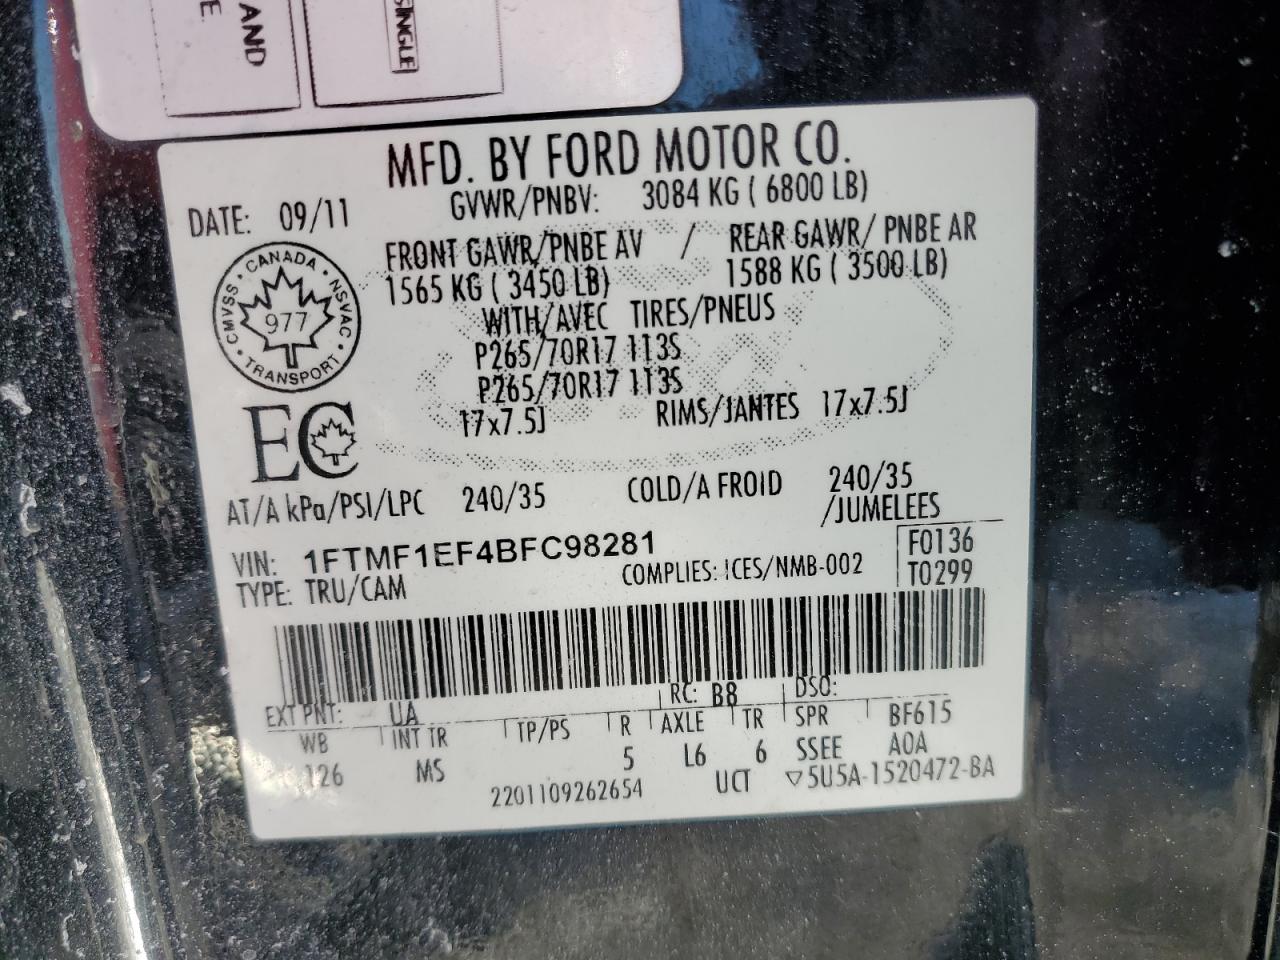 AND
E
SINGLE
MFD. BY FORD MOTOR CO.
DATE: 09/11
GVWR/PNBV: 3084 KG ( 6800 LB)
FRONT GAWR/PNBE AV / REAR GAWR/ PNBE AR
1565 KG ( 3450 LB) 1588 KG ( 3500 LB)
WITH/AVEC TIRES/PNEUS
P265/70R17 113S
P265/70R17 113S
17x7.5J RIMS/JANTES 17x7.5J
CANADA
CMVSS · NSVAC
977
TRANSPORT
EC
AT/A kPa/PSI/LPC 240/35 COLD/A FROID 240/35
/JUMELEES
VIN: 1FTMF1EF4BFC98281
F0136
TYPE: TRU/CAM COMPLIES: ICES/NMB-002
T0299
EXT PNT: UA RC: B8 DSO:
WB INT TR TP/PS R AXLE TR SPR BF615
126 MS 5 L6 6 SSEE A0A
2201109262654 UCT ▽5U5A-1520472-BA